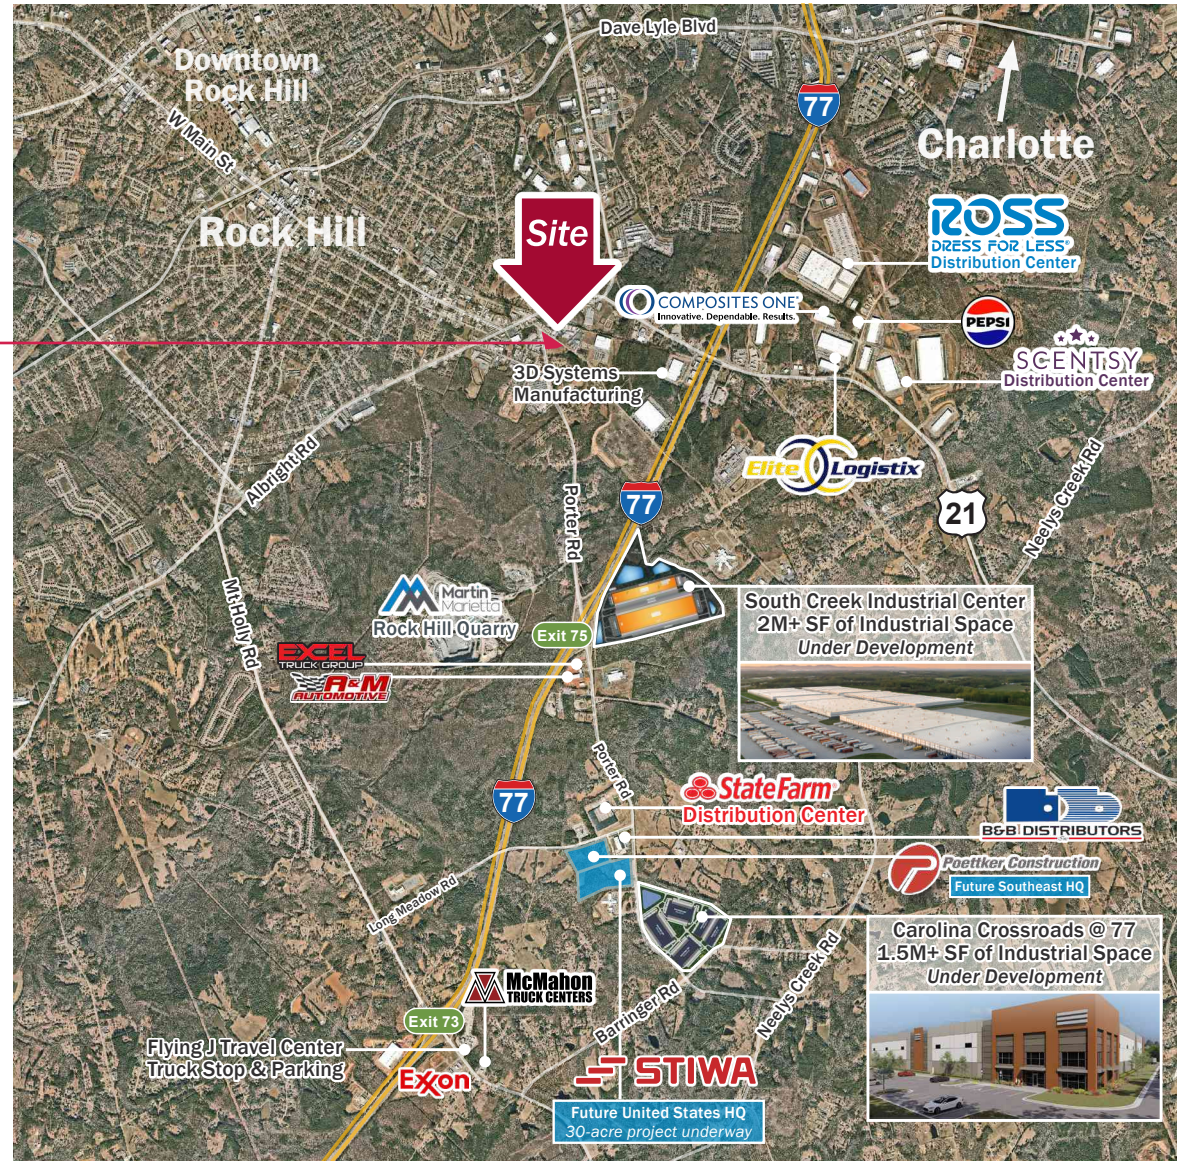 Dave Lyle Blvd
Downtown
Rock Hill
77
W Main St
Charlotte
ROSS
DRESS FOR LESS®
Distribution Center
Rock Hill
Site
COMPOSITES ONE®
Innovative. Dependable. Results.
PEPSI
SCENTSY
Distribution Center
3D Systems
Manufacturing
Albright Rd
Elite Logistix
Neelys Creek Rd
77
21
Porter Rd
Mt Holly Rd
Martin
Marietta
Rock Hill Quarry
Exit 75
South Creek Industrial Center
2M+ SF of Industrial Space
Under Development
EXCEL
TRUCK GROUP
A&M
AUTOMOTIVE
Porter Rd
77
State Farm®
Distribution Center
B&B DISTRIBUTORS
Poettker Construction
Future Southeast HQ
Long Meadow Rd
Carolina Crossroads @ 77
1.5M+ SF of Industrial Space
Under Development
McMahon
TRUCK CENTERS
Neelys Creek Rd
Barringer Rd
Exit 73
Flying J Travel Center
Truck Stop & Parking
Exxon
STIWA
Future United States HQ
30-acre project underway